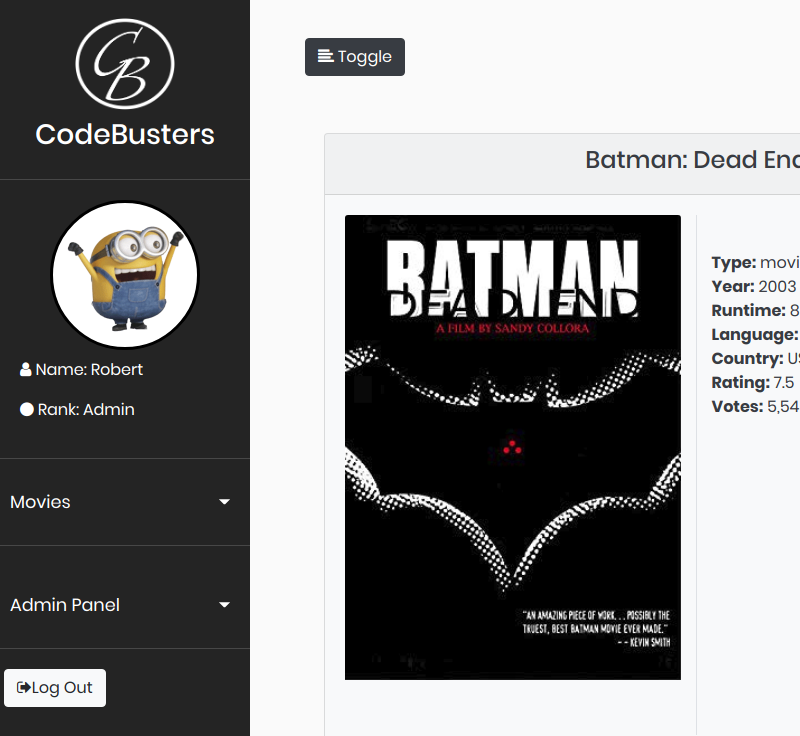 CB
CodeBusters
Name: Robert
Rank: Admin
Movies
Admin Panel
Log Out
Toggle
Batman: Dead End
BATMAN
DEAD END
A FILM BY SANDY COLLORA
"AN AMAZING PIECE OF WORK. . . POSSIBLY THE
TRUEST, BEST BATMAN MOVIE EVER MADE."
- - KEVIN SMITH
Type: movi
Year: 2003
Runtime: 8
Language:
Country: US
Rating: 7.5
Votes: 5,54